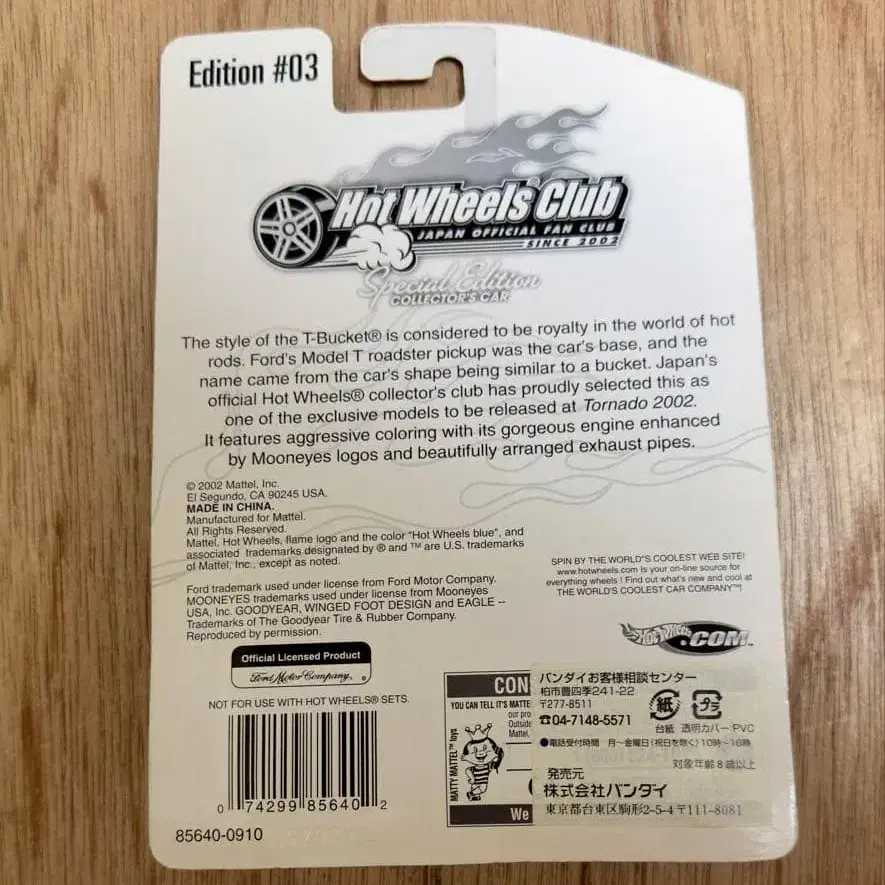 Edition #03
Hot Wheels® Club
JAPAN OFFICIAL FAN CLUB
SINCE 2002
Special Edition
COLLECTOR'S CAR
The style of the T-Bucket® is considered to be royalty in the world of hot
rods. Ford's Model T roadster pickup was the car's base, and the
name came from the car's shape being similar to a bucket. Japan's
official Hot Wheels® collector's club has proudly selected this as
one of the exclusive models to be released at Tornado 2002.
It features aggressive coloring with its gorgeous engine enhanced
by Mooneyes logos and beautifully arranged exhaust pipes.
© 2002 Mattel, Inc.
El Segundo, CA 90245 USA.
MADE IN CHINA.
Manufactured for Mattel.
All Rights Reserved.
Mattel, Hot Wheels, flame logo and the color "Hot Wheels blue", and
associated trademarks designated by ® and ™ are U.S. trademarks
of Mattel, Inc., except as noted.
Ford trademark used under license from Ford Motor Company.
MOONEYES trademarks used under license from Mooneyes
USA, Inc. GOODYEAR, WINGED FOOT DESIGN and EAGLE --
Trademarks of The Goodyear Tire & Rubber Company.
Reproduced by permission.
SPIN BY THE WORLD'S COOLEST WEB SITE!
www.hotwheels.com is your on-line source for
everything wheels ! Find out what's new and cool at
THE WORLD'S COOLEST CAR COMPANY™!
Hot Wheels .COM™
Official Licensed Product
Ford Motor Company. ®
NOT FOR USE WITH HOT WHEELS® SETS.
0 74299 85640 2
85640-0910
CON
YOU CAN TELL IT'S MATTE
our pro
Outside
Mattel,
MATTY MATTEL™ toys
We
バンダイお客様相談センター
柏市豊四季241-22
〒277-8511
☎04-7148-5571
紙 プラ
台紙 透明カバー PVC
●電話受付時間 月〜金曜日(祝日を除く)10時〜16時
対象年齢8歳以上
発売元
株式会社バンダイ
東京都台東区駒形2-5-4〒111-8081